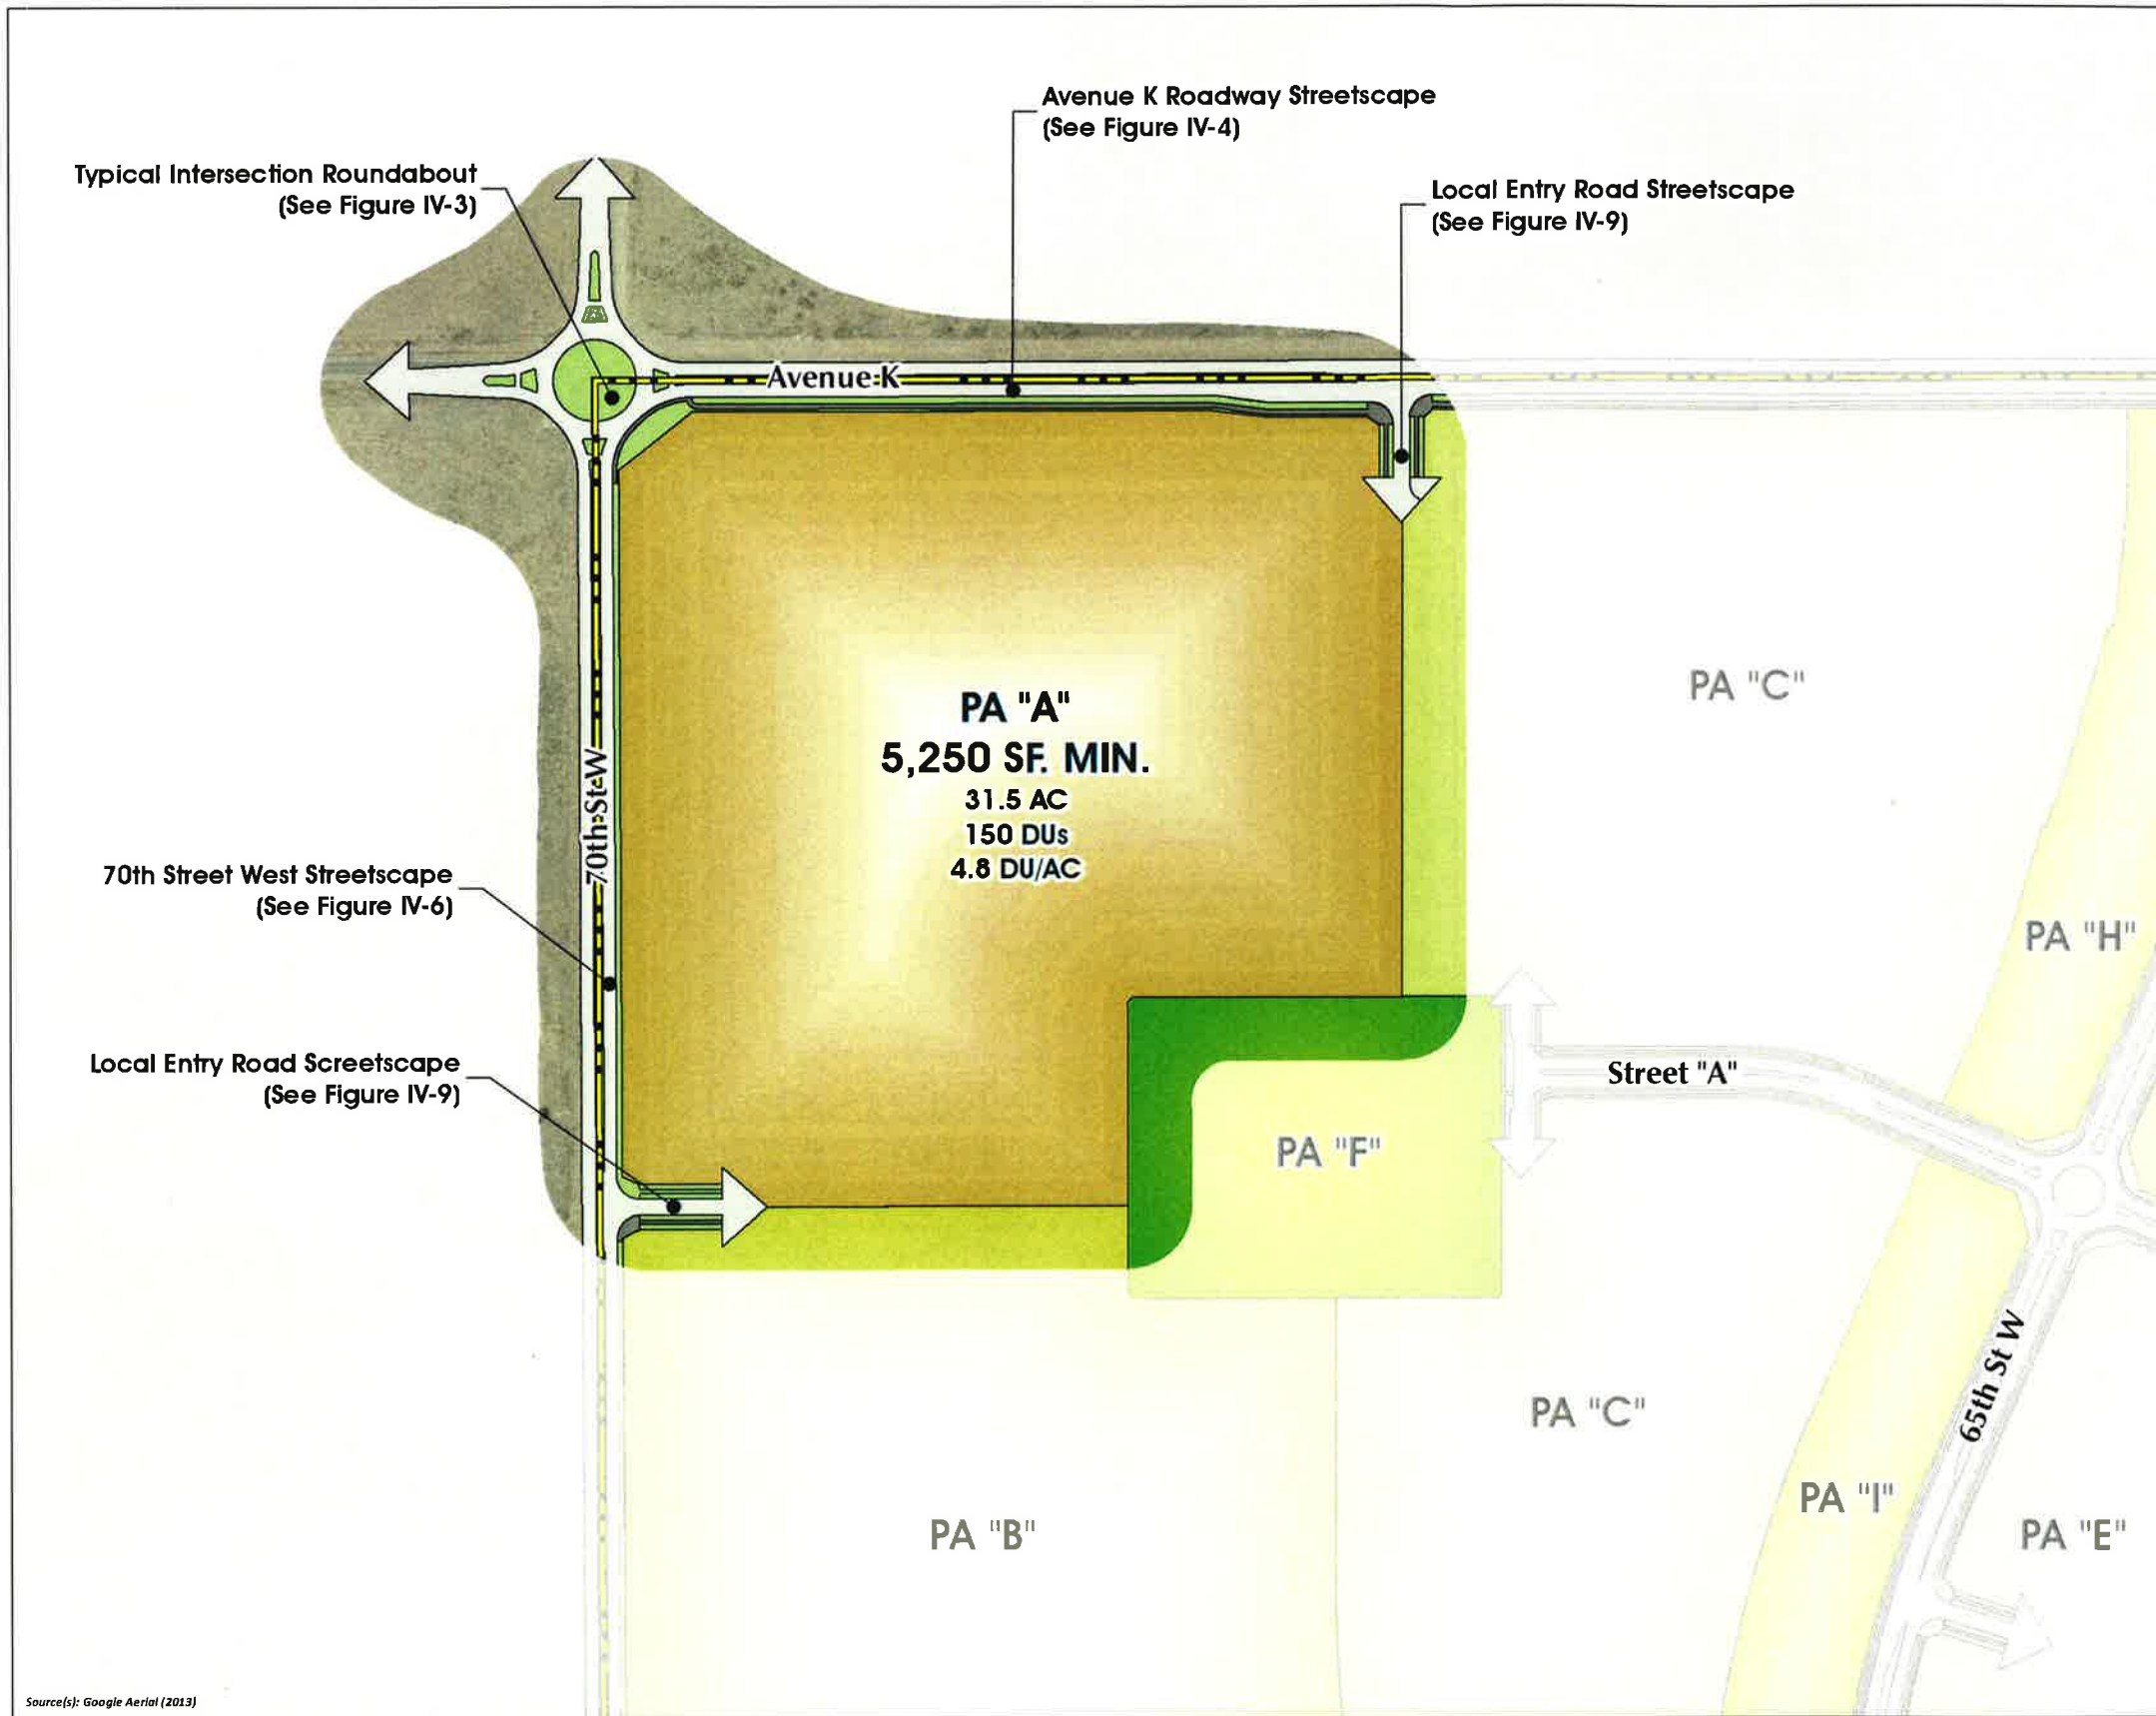 Avenue K Roadway Streetscape
(See Figure IV-4)
Typical Intersection Roundabout
(See Figure IV-3)
Local Entry Road Streetscape
(See Figure IV-9)
Avenue K
PA "A"
5,250 SF. MIN.
31.5 AC
150 DUs
4.8 DU/AC
70th St W
PA "C"
70th Street West Streetscape
(See Figure IV-6)
PA "H"
Local Entry Road Screetscape
(See Figure IV-9)
Street "A"
PA "F"
65th St W
PA "C"
PA "I"
PA "B"
PA "E"
Source(s): Google Aerial (2013)